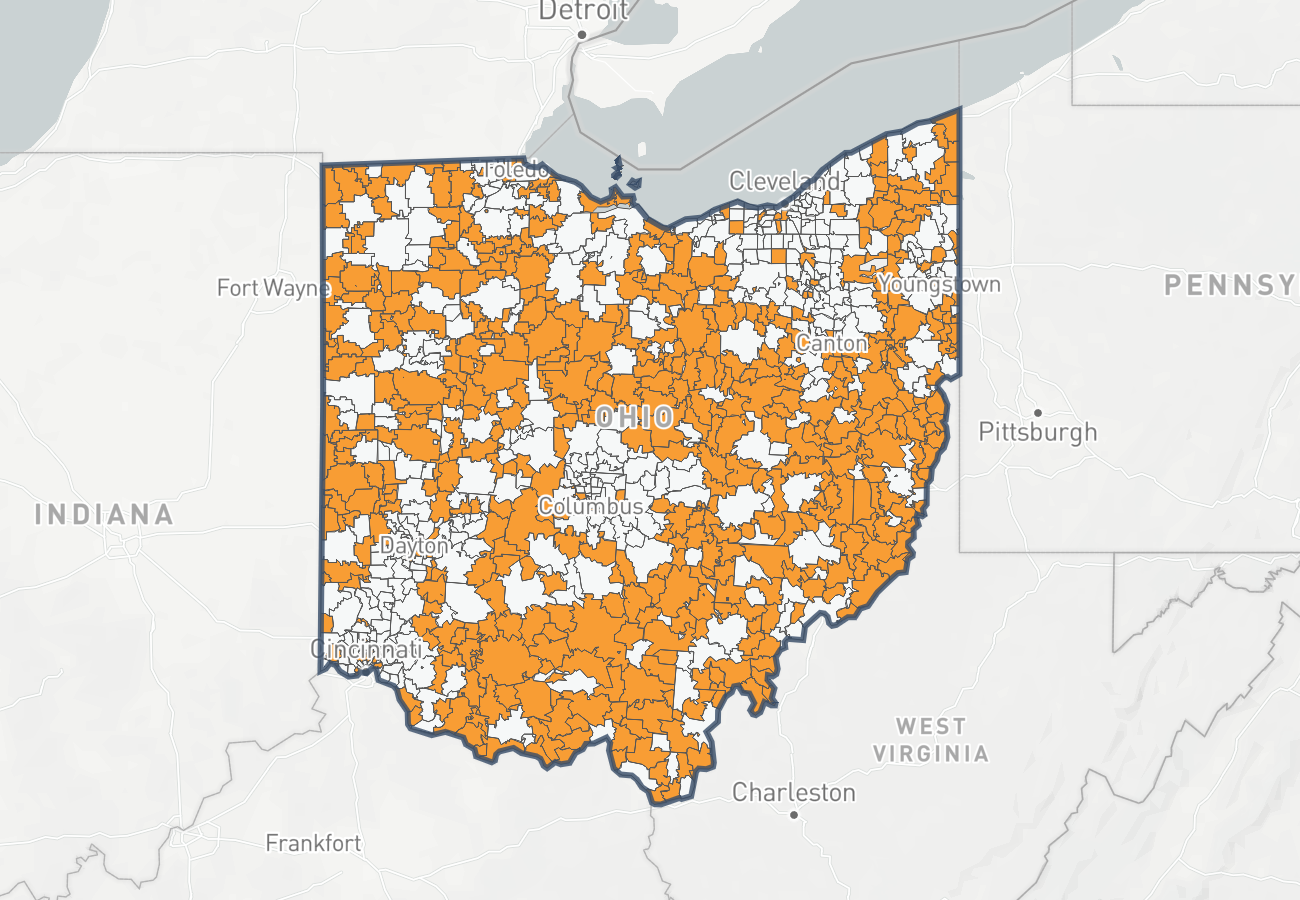 Detroit
Toledo
Cleveland
Fort Wayne
Youngstown
PENNSY
Canton
OHIO
Pittsburgh
INDIANA
Columbus
Dayton
Cincinnati
WEST
VIRGINIA
Charleston
Frankfort